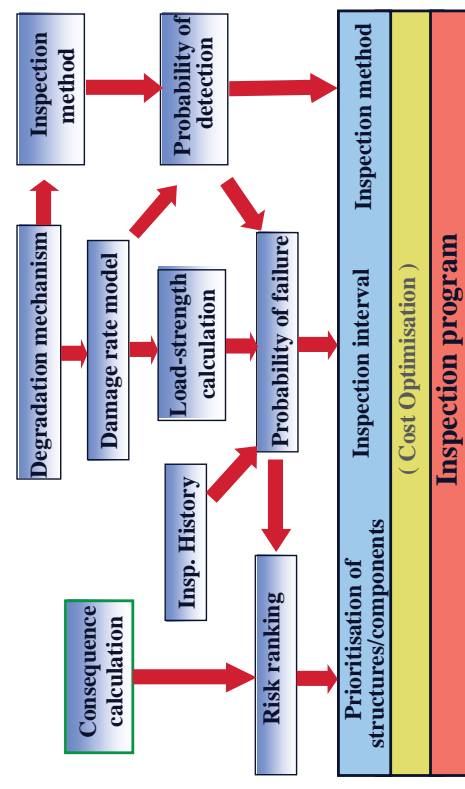 Degradation mechanism
Inspection
method
Consequence
calculation
Damage rate model
Load-strength
calculation
Probability of
detection
Insp. History
Risk ranking
Probability of failure
Prioritisation of
structures/components
Inspection interval
Inspection method
( Cost Optimisation )
Inspection program